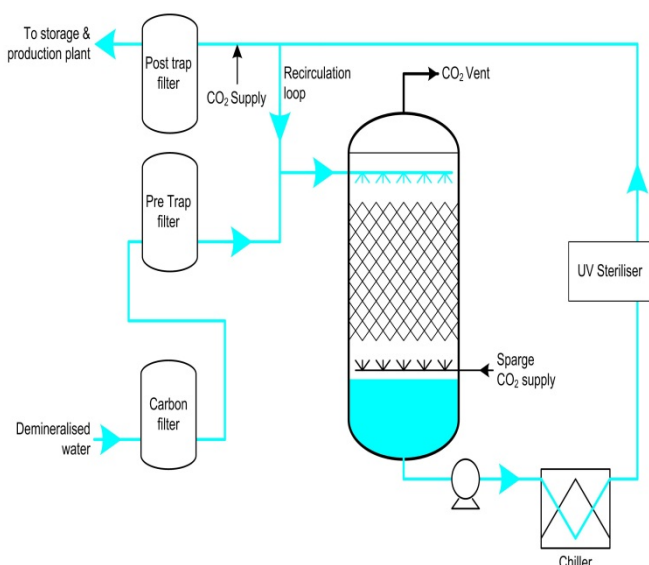 To storage &
production plant
Post trap
filter
CO₂ Supply
Recirculation
loop
CO₂ Vent
Pre Trap
filter
UV Steriliser
Sparge
CO₂ supply
Carbon
filter
Demineralised
water
Chiller